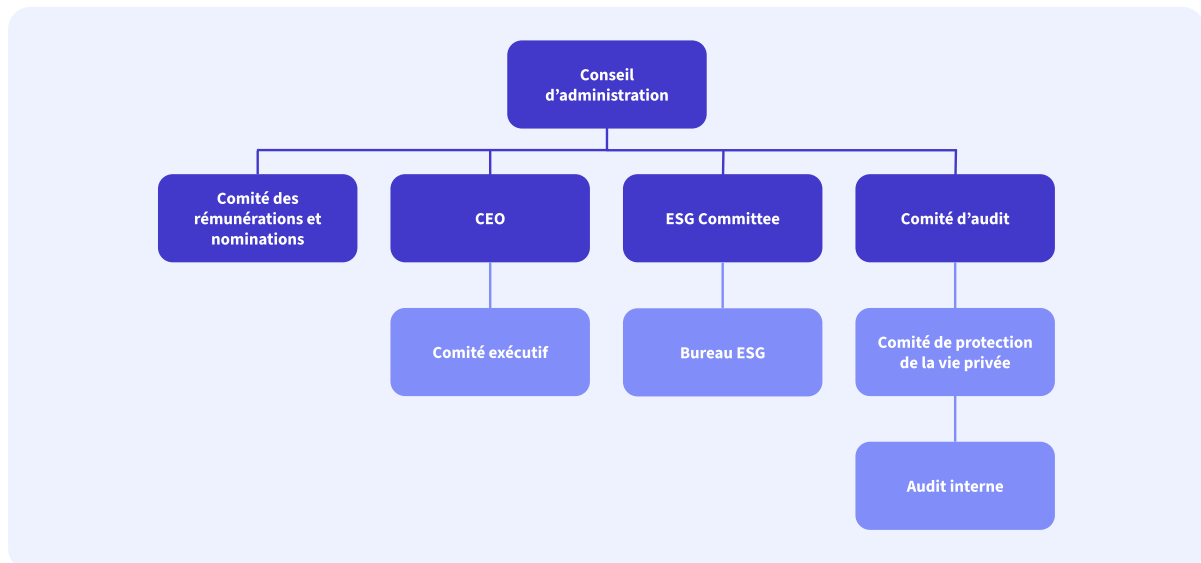 Conseil
d’administration
Comité des
rémunérations et
nominations
CEO
ESG Committee
Comité d’audit
Comité exécutif
Bureau ESG
Comité de protection
de la vie privée
Audit interne